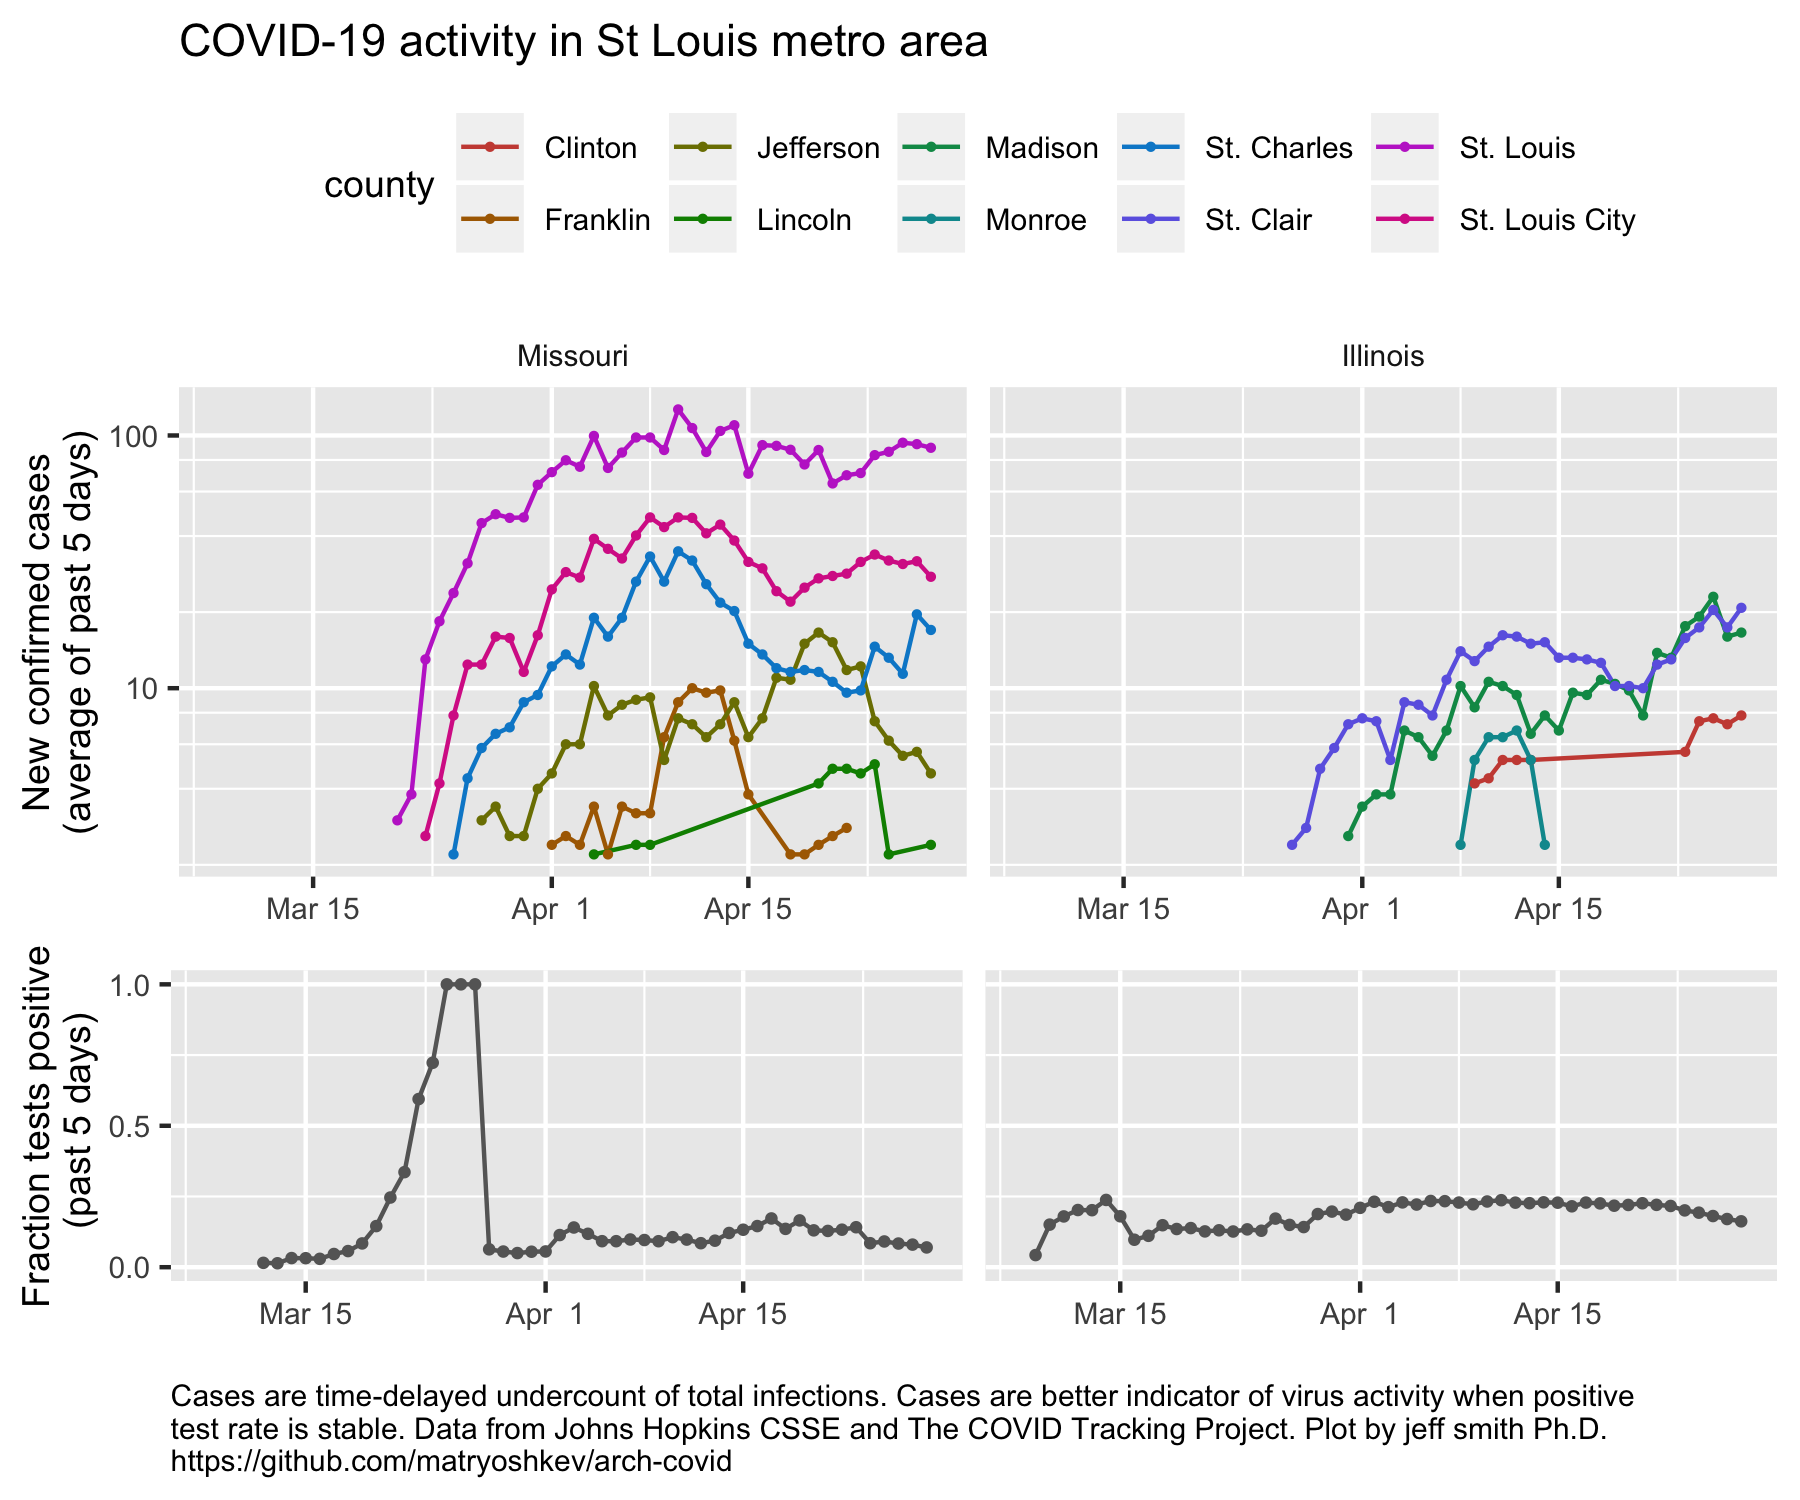 COVID-19 activity in St Louis metro area
county
Clinton
Jefferson
Madison
St. Charles
St. Louis
Franklin
Lincoln
Monroe
St. Clair
St. Louis City
Missouri
Illinois
New confirmed cases
(average of past 5 days)
100
10
Mar 15
Apr 1
Apr 15
Mar 15
Apr 1
Apr 15
Fraction tests positive
(past 5 days)
1.0
0.5
0.0
Mar 15
Apr 1
Apr 15
Mar 15
Apr 1
Apr 15
Cases are time-delayed undercount of total infections. Cases are better indicator of virus activity when positive
test rate is stable. Data from Johns Hopkins CSSE and The COVID Tracking Project. Plot by jeff smith Ph.D.
https://github.com/matryoshkev/arch-covid